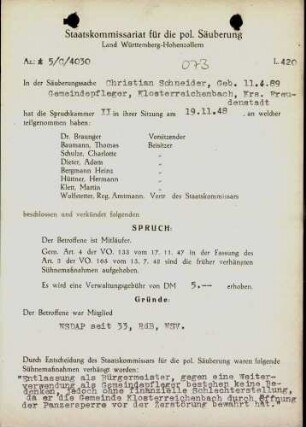 Staatskommissariat für die pol. Säuberung
Land Württemberg-Hohenzollern
Az.: 5/G/4030
073
L420
In der Säuberungssache Christian Schneider, Geb. 11.4.89
Gemeindepfleger, Klosterreichenbach, Krs. Freu-
denstadt
hat die Spruchkammer II in ihrer Sitzung am 19.11.48, an welcher
teilgenommen haben:
Dr. Vorsitzender
Baumann, Thomas Beisitzer
Schulze, Charlotte "
Dieter, Adam "
Bergmann Heinz "
Hüttner, Hermann "
Klett, Martin "
Wolfstetter, Reg. Amtmann, Vertr. des Staatskommissars
beschlossen und verkündet folgenden
SPRUCH:
Der Betroffene ist Mitläufer.
Gem. Art 4 der VO. 133 vom 17. 11. 47 in der Fassung des
Art. 3 der VO 165 vom 13. 7. 48 sind die früher verhängten
Sühnemaßnahmen aufgehoben.
Es wird eine Verwaltungsgebühr von DM 5.-- erhoben.
Gründe:
Der Betroffene war Mitglied
NSDAP seit 33, RdB, NSV.
Durch Entscheidung des Staatskommissars für die pol. Säuberung waren folgende
Sühnemaßnahmen verhängt worden:
"Entlassung als Bürgermeister, gegen eine Weiter-
verwendung als Gemeindepfleger bestehen keine Be-
denken, jedoch ohne finanzielle Schlechterstellung,
da er die Gemeinde Klosterreichenbach durch Öffnung
der Panzersperre vor der Zerstörung bewahrt hat."